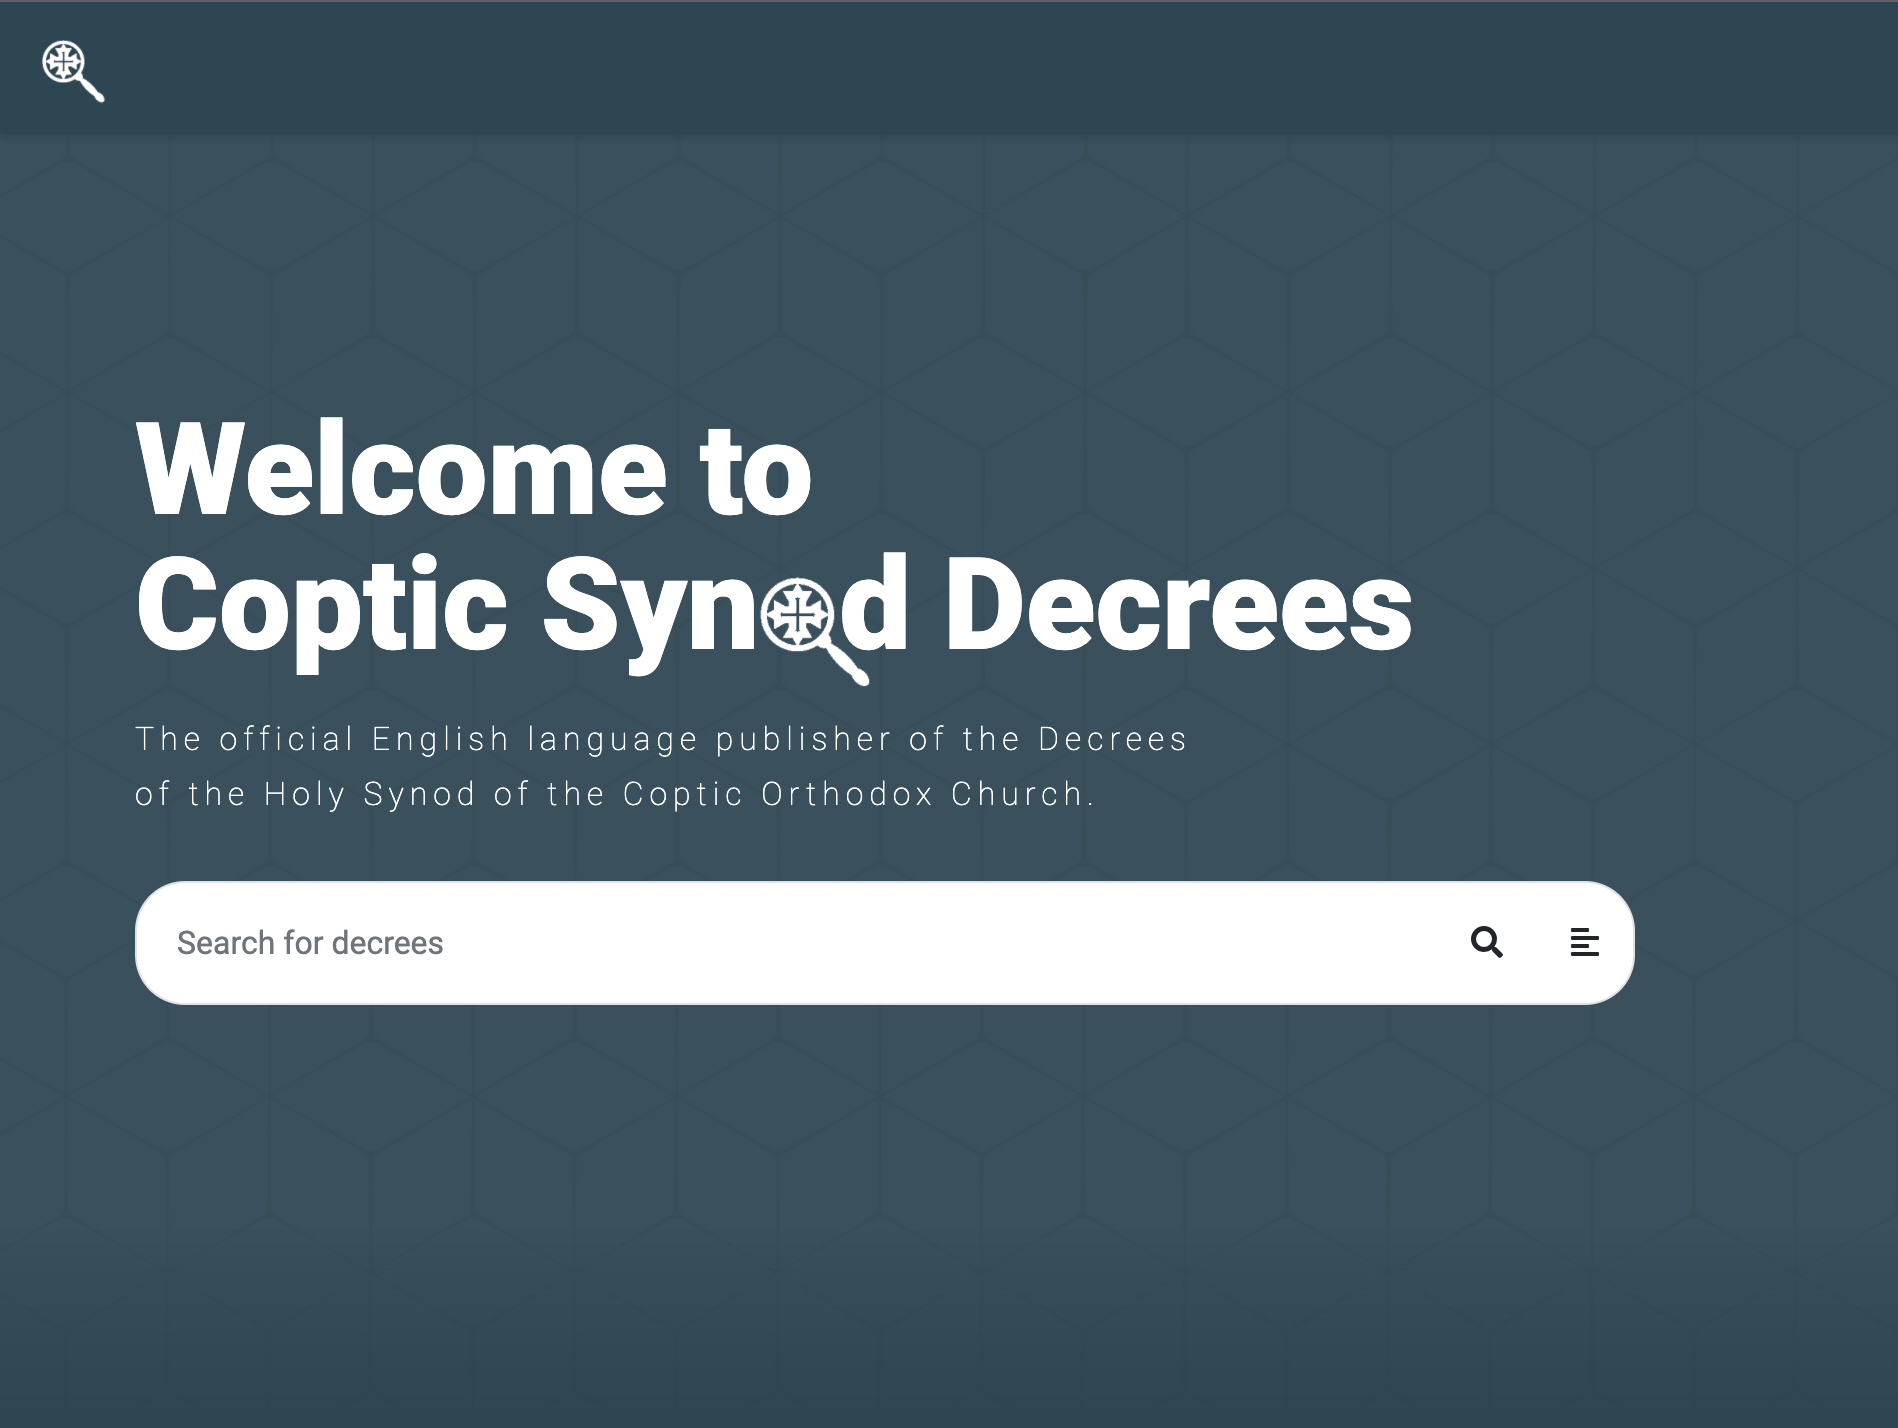 Welcome to
Coptic Synod Decrees
The official English language publisher of the Decrees
of the Holy Synod of the Coptic Orthodox Church.
Search for decrees